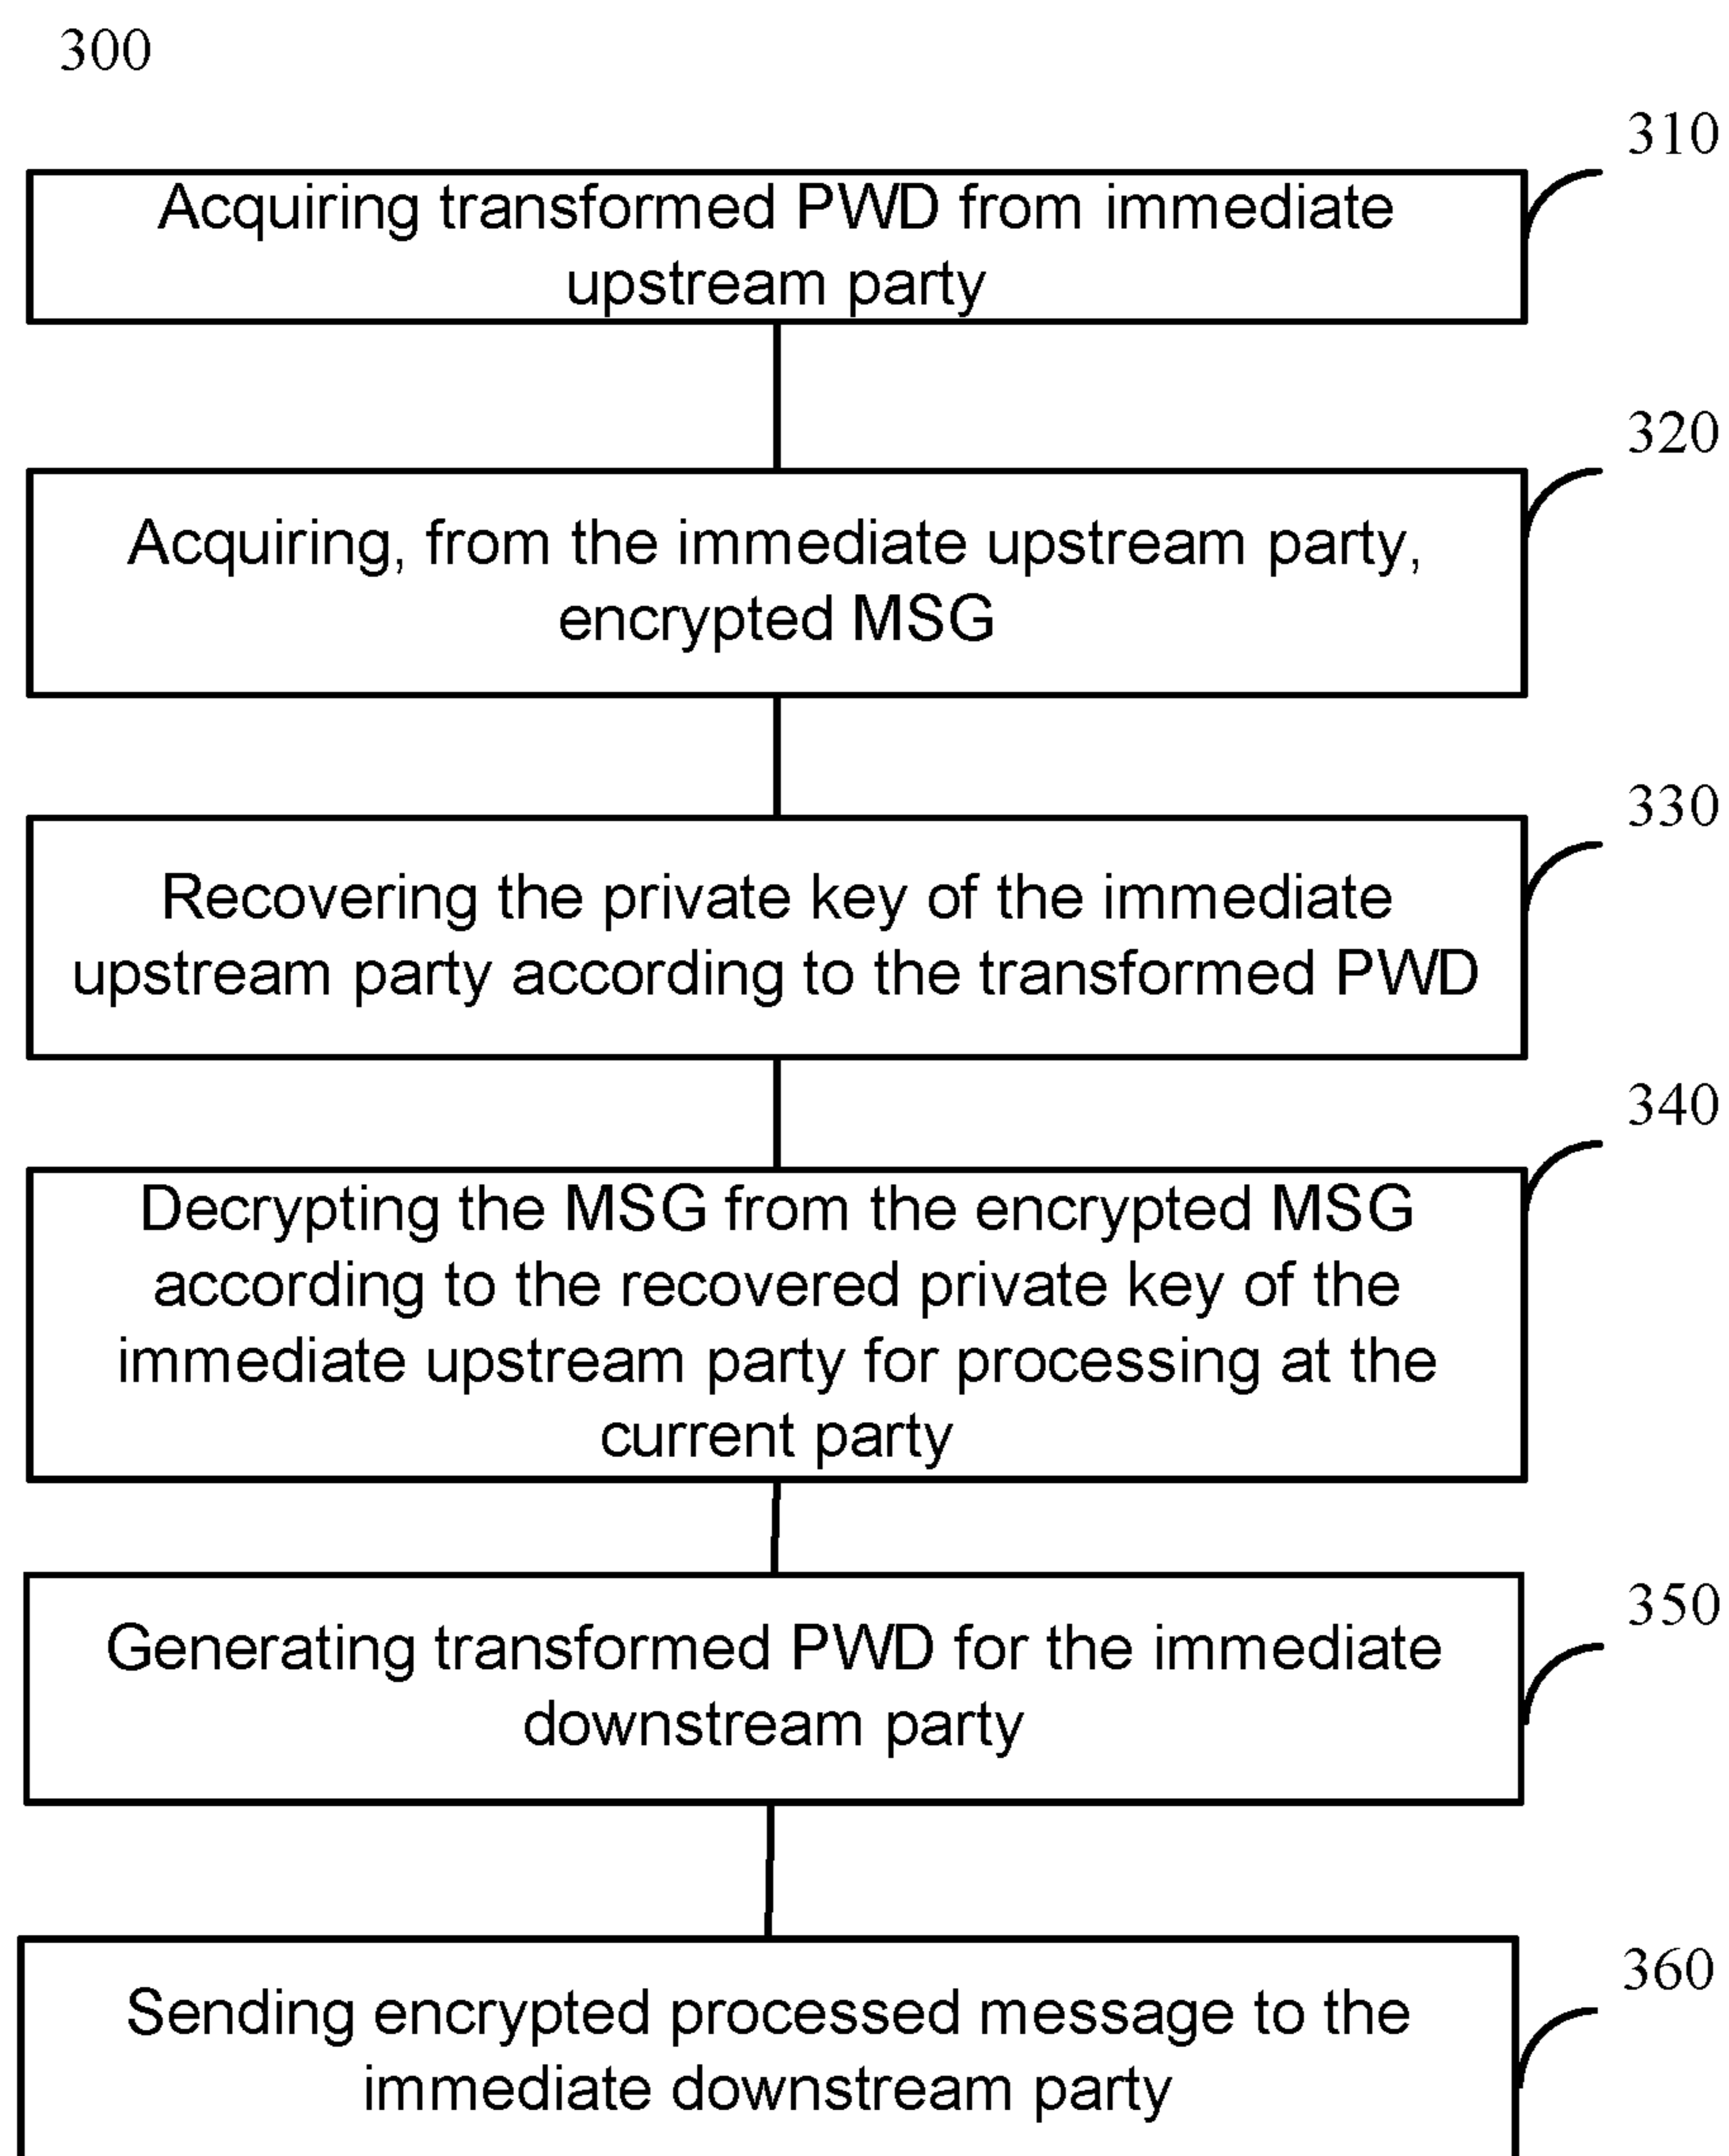 300
310
Acquiring transformed PWD from immediate
upstream party
320
Acquiring, from the immediate upstream party,
encrypted MSG
330
Recovering the private key of the immediate
upstream party according to the transformed PWD
340
Decrypting the MSG from the encrypted MSG
according to the recovered private key of the
immediate upstream party for processing at the
current party
350
Generating transformed PWD for the immediate
downstream party
360
Sending encrypted processed message to the
immediate downstream party